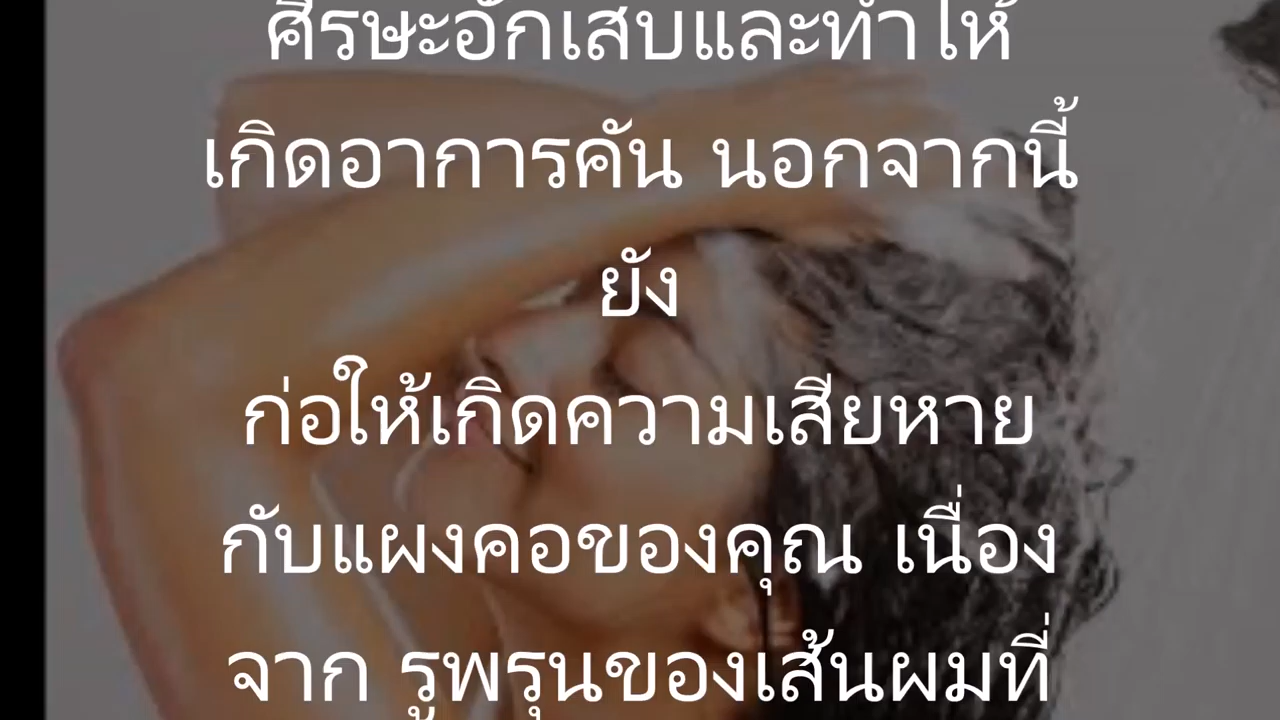 ศีรษะอักเสบและทำให้
เกิดอาการคัน นอกจากนี้
ยัง
ก่อให้เกิดความเสียหาย
กับแผงคอของคุณ เนื่อง
จาก รูพรุนของเส้นผมที่